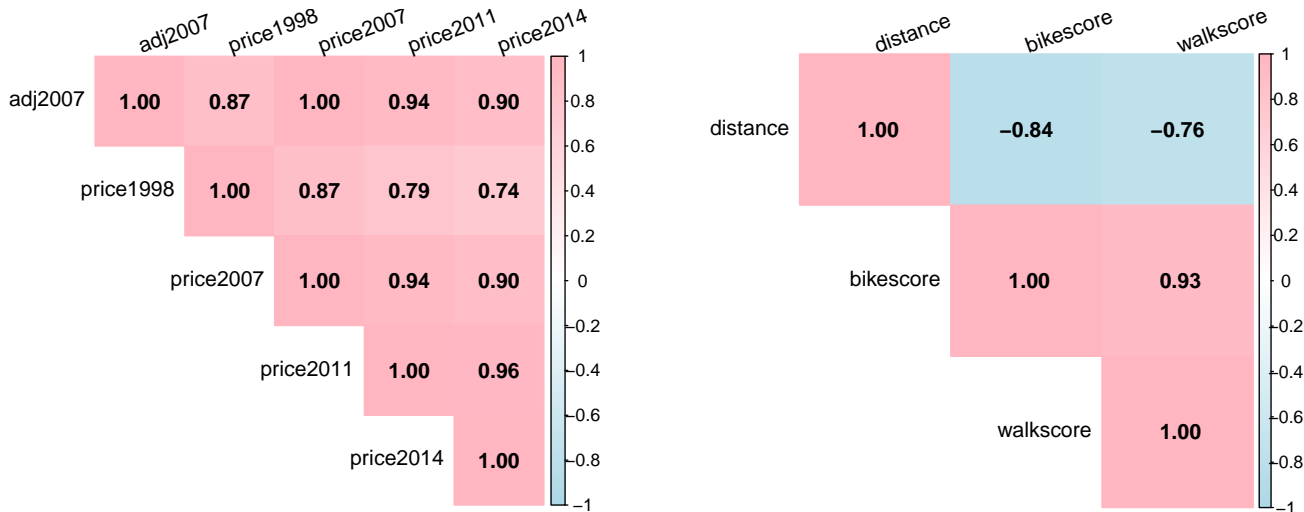 adj2007 price1998 price2007 price2011 price2014
adj2007 1.00 0.87 1.00 0.94 0.90
price1998 1.00 0.87 0.79 0.74
price2007 1.00 0.94 0.90
price2011 1.00 0.96
price2014 1.00
1
0.8
0.6
0.4
0.2
0
−0.2
−0.4
−0.6
−0.8
−1
distance bikescore walkscore
distance 1.00 −0.84 −0.76
bikescore 1.00 0.93
walkscore 1.00
1
0.8
0.6
0.4
0.2
0
−0.2
−0.4
−0.6
−0.8
−1